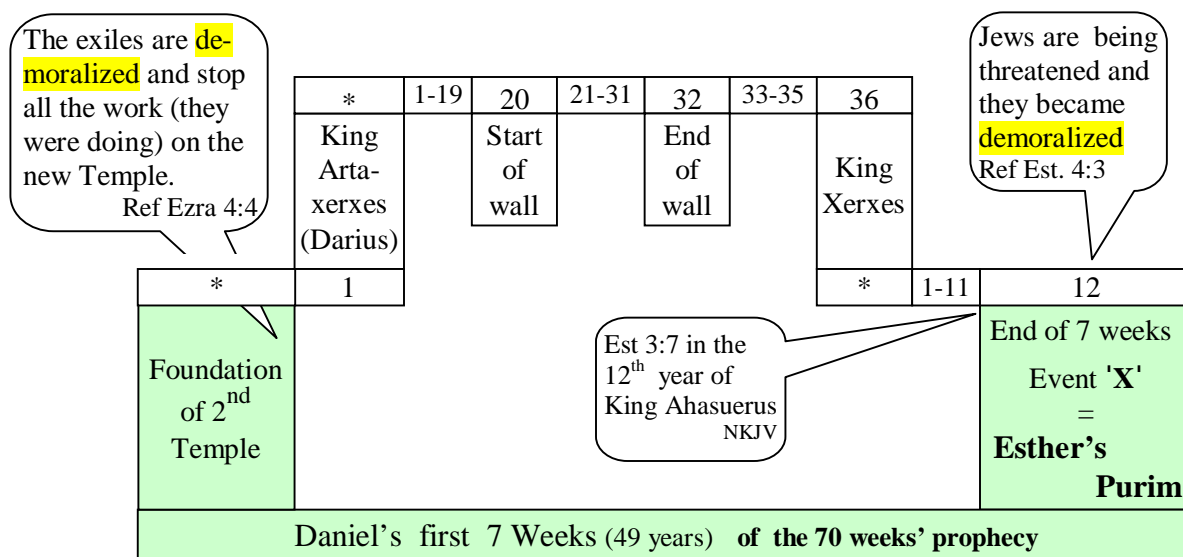 The exiles are de-
moralized and stop
all the work (they
were doing) on the
new Temple.
Ref Ezra 4:4
* 1-19 20 21-31 32 33-35 36
King
Arta-
xerxes
(Darius)
Start
of
wall
End
of
wall
King
Xerxes
Jews are being
threatened and
they became
demoralized
Ref Est. 4:3
* 1 * 1-11 12
Foundation
of 2nd
Temple
Est 3:7 in the
12th year of
King Ahasuerus
NKJV
End of 7 weeks
Event 'X'
=
Esther's
Purim
Daniel's first 7 Weeks (49 years) of the 70 weeks' prophecy